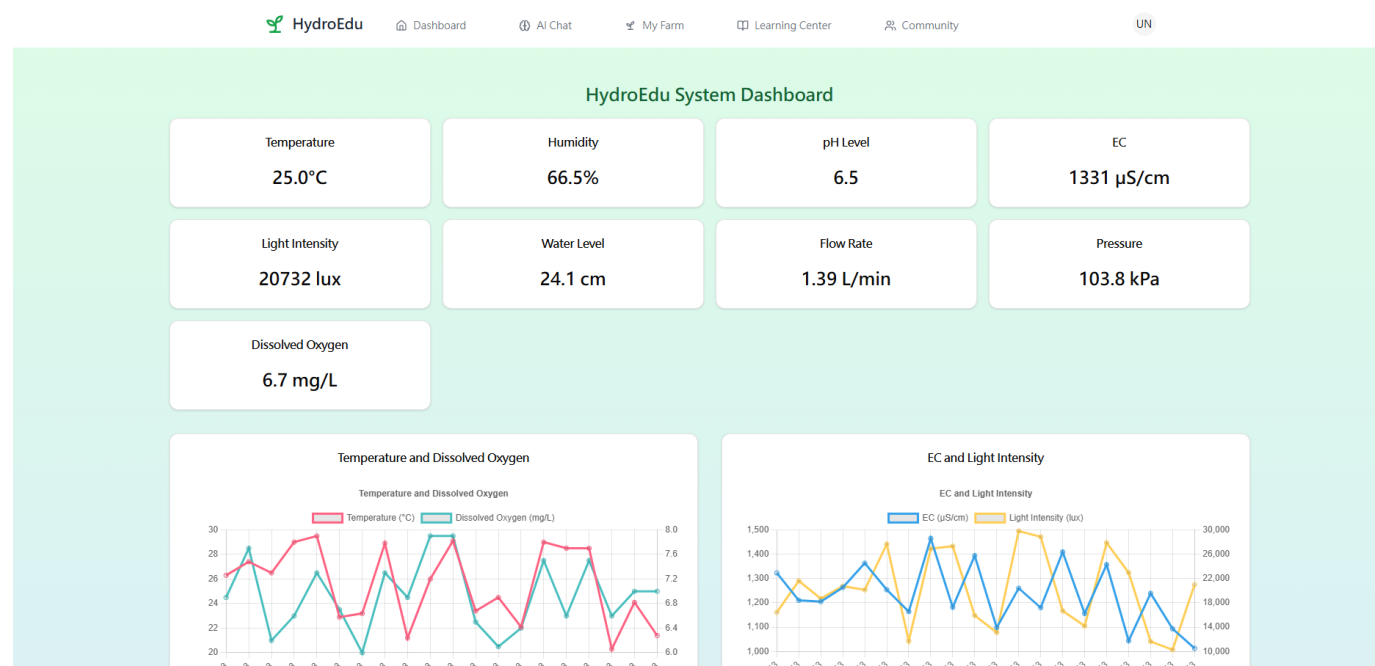 HydroEdu Dashboard AI Chat My Farm Learning Center Community UN
HydroEdu System Dashboard
Temperature
25.0°C
Humidity
66.5%
pH Level
6.5
EC
1331 µS/cm
Light Intensity
20732 lux
Water Level
24.1 cm
Flow Rate
1.39 L/min
Pressure
103.8 kPa
Dissolved Oxygen
6.7 mg/L
Temperature and Dissolved Oxygen
Temperature and Dissolved Oxygen
Temperature (°C) Dissolved Oxygen (mg/L)
30
28
26
24
22
20
8.0
7.6
7.2
6.8
6.4
6.0
EC and Light Intensity
EC and Light Intensity
EC (µS/cm) Light Intensity (lux)
1,500
1,400
1,300
1,200
1,100
1,000
30,000
26,000
22,000
18,000
14,000
10,000